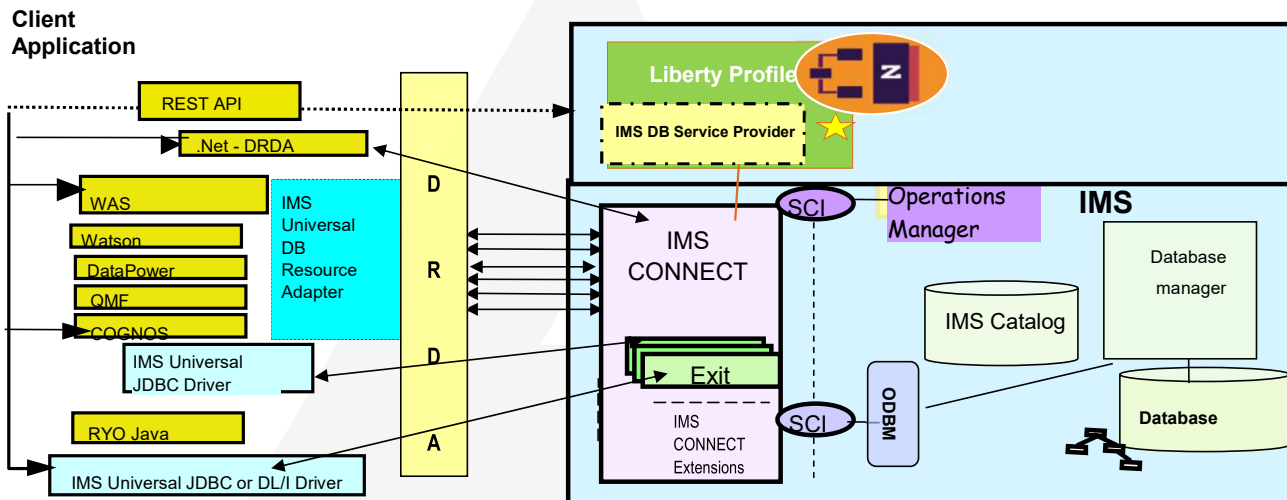 Client
Application
REST API
.Net - DRDA
WAS
Watson
DataPower
QMF
COGNOS
IMS
Universal
DB
Resource
Adapter
IMS Universal
JDBC Driver
RYO Java
IMS Universal JDBC or DL/I Driver
D
R
D
A
Liberty Profile
N
IMS DB Service Provider
IMS
CONNECT
Exit
IMS
CONNECT
Extensions
SCI
Operations
Manager
IMS
IMS Catalog
Database
manager
SCI
ODBM
Database